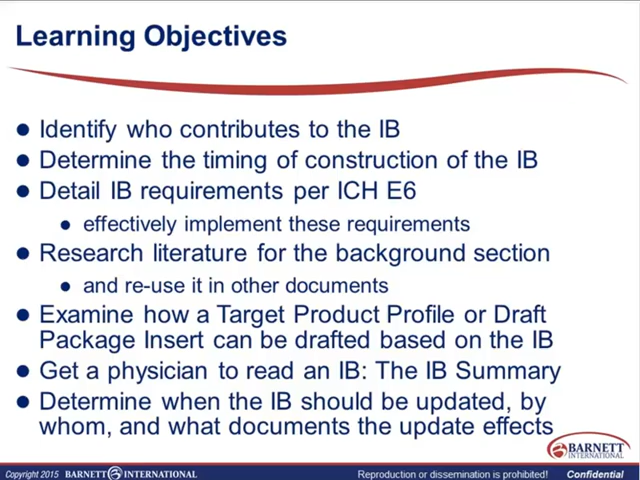 Learning Objectives
Identify who contributes to the IB
Determine the timing of construction of the IB
Detail IB requirements per ICH E6
effectively implement these requirements
Research literature for the background section
and re-use it in other documents
Examine how a Target Product Profile or Draft
Package Insert can be drafted based on the IB
Get a physician to read an IB: The IB Summary
Determine when the IB should be updated, by
whom, and what documents the update effects
BARNETT
INTERNATIONAL
Copyright 2015 BARNETT INTERNATIONAL Reproduction or dissemination is prohibited! Confidential